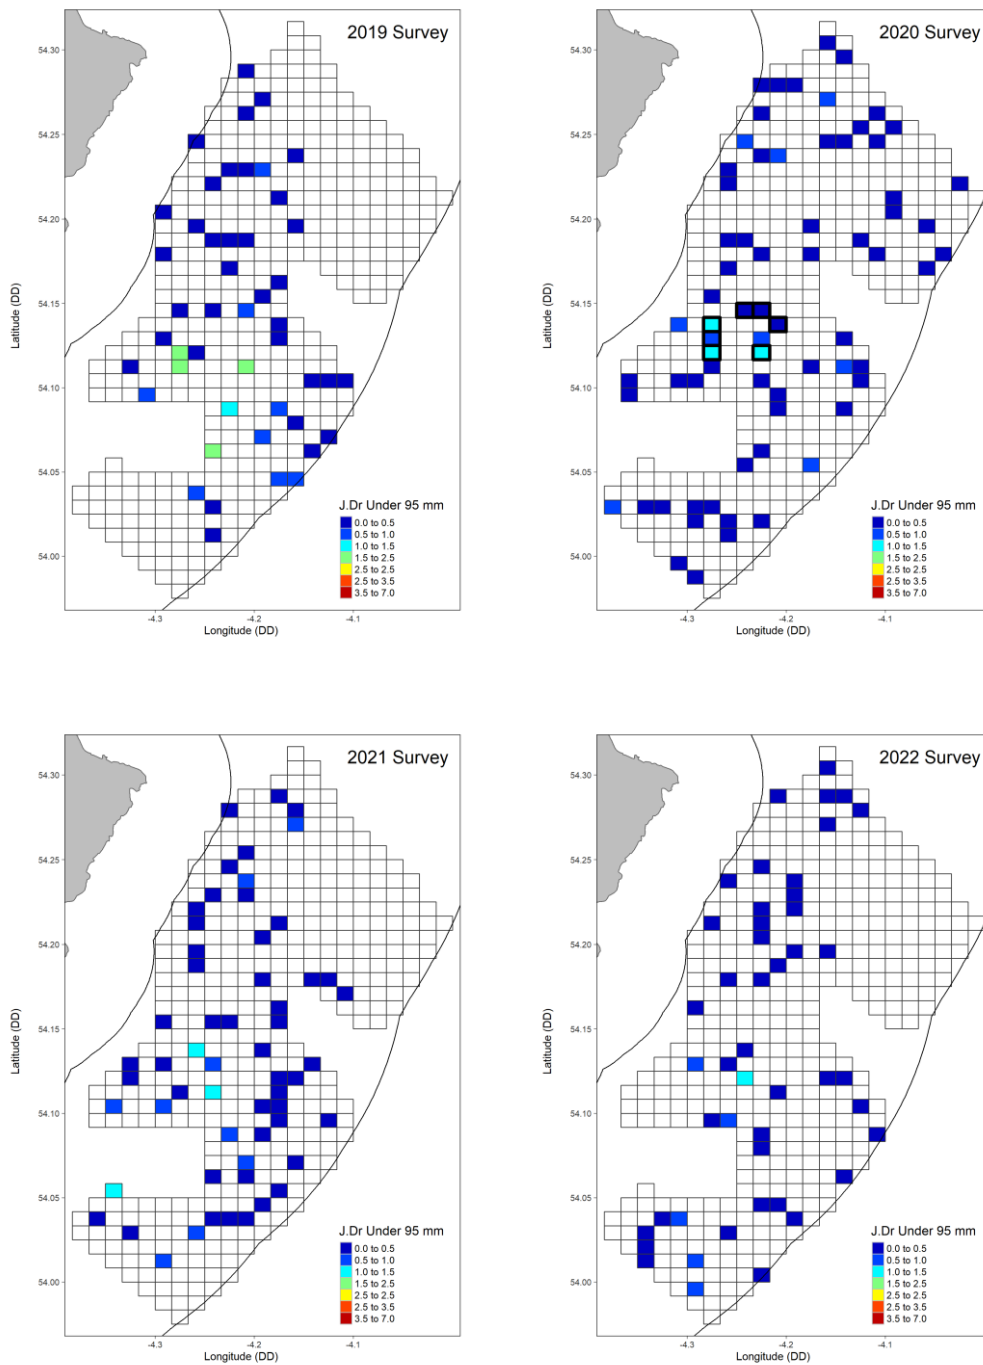 2019 Survey
54.30
54.25
54.20
54.15
54.10
54.05
54.00
Latitude (DD)
J.Dr Under 95 mm
0.0 to 0.5
0.5 to 1.0
1.0 to 1.5
1.5 to 2.5
2.5 to 2.5
2.5 to 3.5
3.5 to 7.0
-4.3
-4.2
-4.1
Longitude (DD)
2020 Survey
54.30
54.25
54.20
54.15
54.10
54.05
54.00
Latitude (DD)
J.Dr Under 95 mm
0.0 to 0.5
0.5 to 1.0
1.0 to 1.5
1.5 to 2.5
2.5 to 2.5
2.5 to 3.5
3.5 to 7.0
-4.3
-4.2
-4.1
Longitude (DD)
2021 Survey
54.30
54.25
54.20
54.15
54.10
54.05
54.00
Latitude (DD)
J.Dr Under 95 mm
0.0 to 0.5
0.5 to 1.0
1.0 to 1.5
1.5 to 2.5
2.5 to 2.5
2.5 to 3.5
3.5 to 7.0
-4.3
-4.2
-4.1
Longitude (DD)
2022 Survey
54.30
54.25
54.20
54.15
54.10
54.05
54.00
Latitude (DD)
J.Dr Under 95 mm
0.0 to 0.5
0.5 to 1.0
1.0 to 1.5
1.5 to 2.5
2.5 to 2.5
2.5 to 3.5
3.5 to 7.0
-4.3
-4.2
-4.1
Longitude (DD)